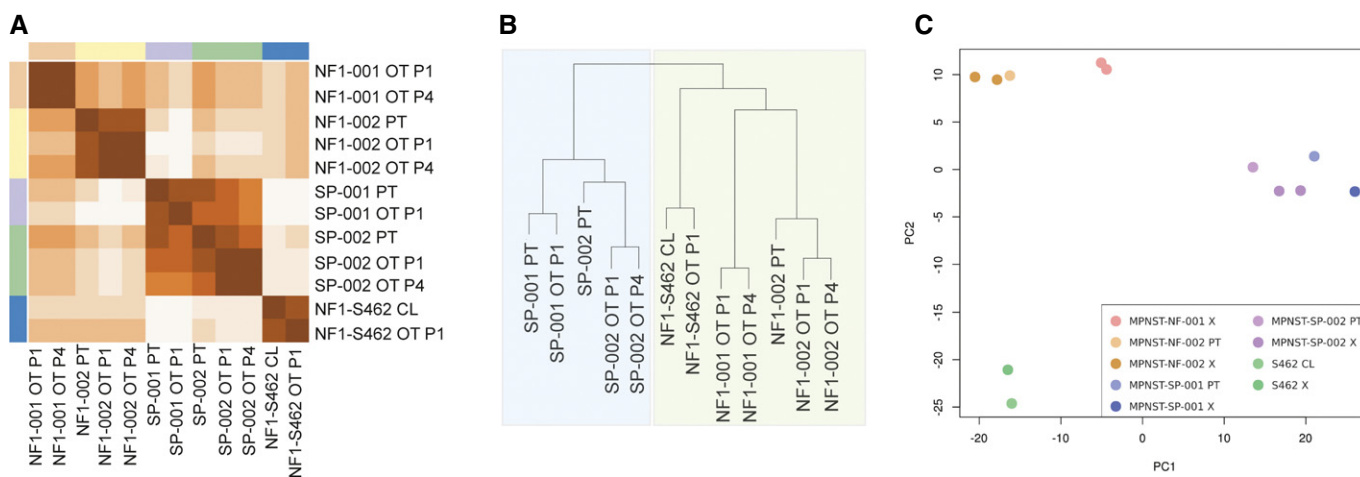 A
NF1-001 OT P1
NF1-001 OT P4
NF1-002 PT
NF1-002 OT P1
NF1-002 OT P4
SP-001 PT
SP-001 OT P1
SP-002 PT
SP-002 OT P1
SP-002 OT P4
NF1-S462 CL
NF1-S462 OT P1
NF1-001 OT P1
NF1-001 OT P4
NF1-002 PT
NF1-002 OT P1
NF1-002 OT P4
SP-001 PT
SP-001 OT P1
SP-002 PT
SP-002 OT P1
SP-002 OT P4
NF1-S462 CL
NF1-S462 OT P1
B
SP-001 PT
SP-001 OT P1
SP-002 PT
SP-002 OT P1
SP-002 OT P4
NF1-S462 CL
NF1-S462 OT P1
NF1-001 OT P1
NF1-001 OT P4
NF1-002 PT
NF1-002 OT P1
NF1-002 OT P4
C
PC2
10
5
0
-5
-10
-15
-20
-25
-20
-10
0
10
20
PC1
MPNST-NF-001 X
MPNST-NF-002 PT
MPNST-NF-002 X
MPNST-SP-001 PT
MPNST-SP-001 X
MPNST-SP-002 PT
MPNST-SP-002 X
S462 CL
S462 X